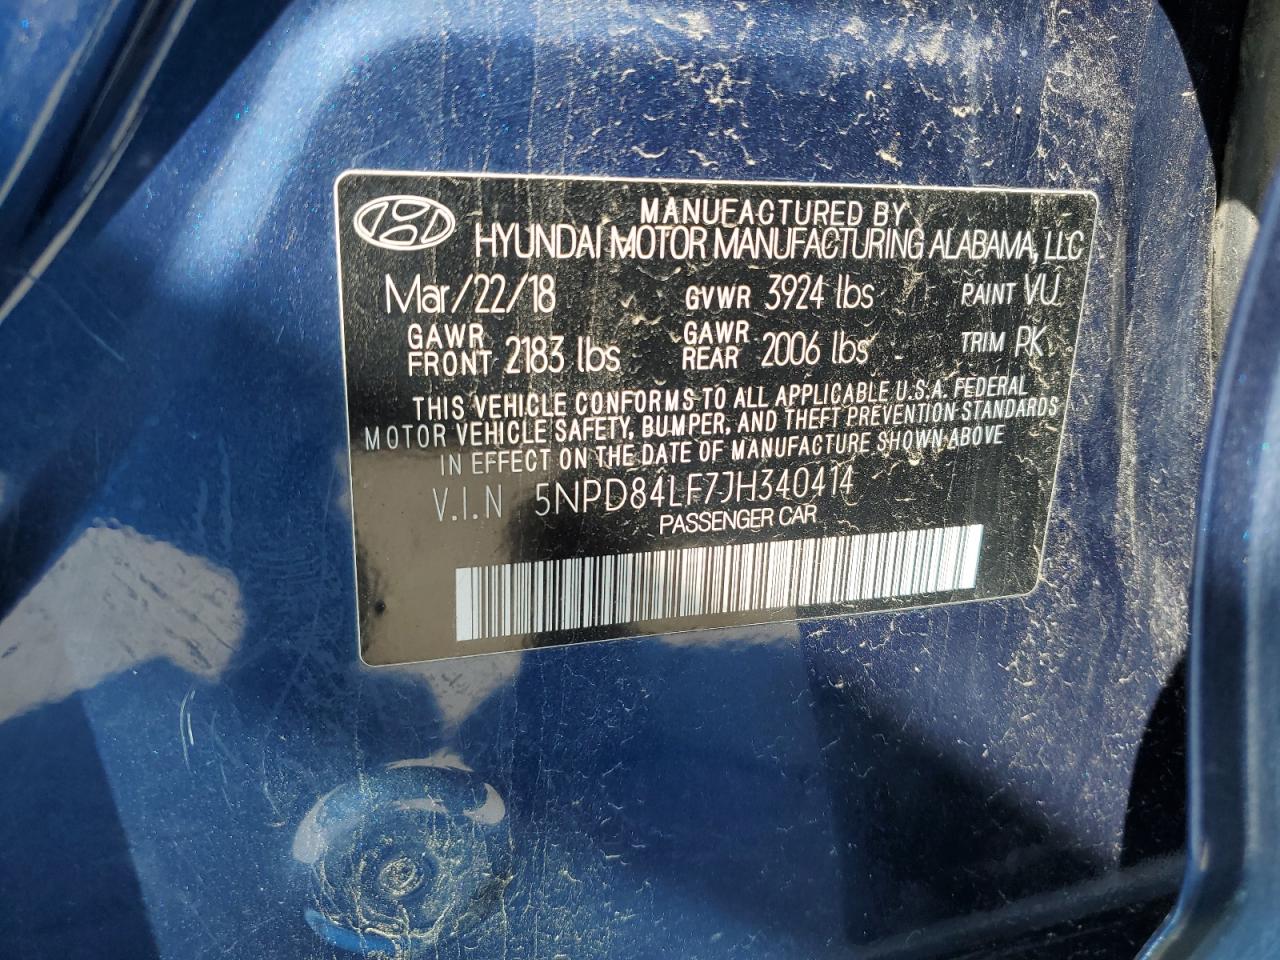 MANUFACTURED BY
HYUNDAI MOTOR MANUFACTURING ALABAMA, LLC
Mar/22/18 GVWR 3924 lbs PAINT VU
GAWR FRONT 2183 lbs GAWR REAR 2006 lbs TRIM PK
THIS VEHICLE CONFORMS TO ALL APPLICABLE U.S.A. FEDERAL
MOTOR VEHICLE SAFETY, BUMPER, AND THEFT PREVENTION STANDARDS
IN EFFECT ON THE DATE OF MANUFACTURE SHOWN ABOVE
V.I.N 5NPD84LF7JH340414
PASSENGER CAR